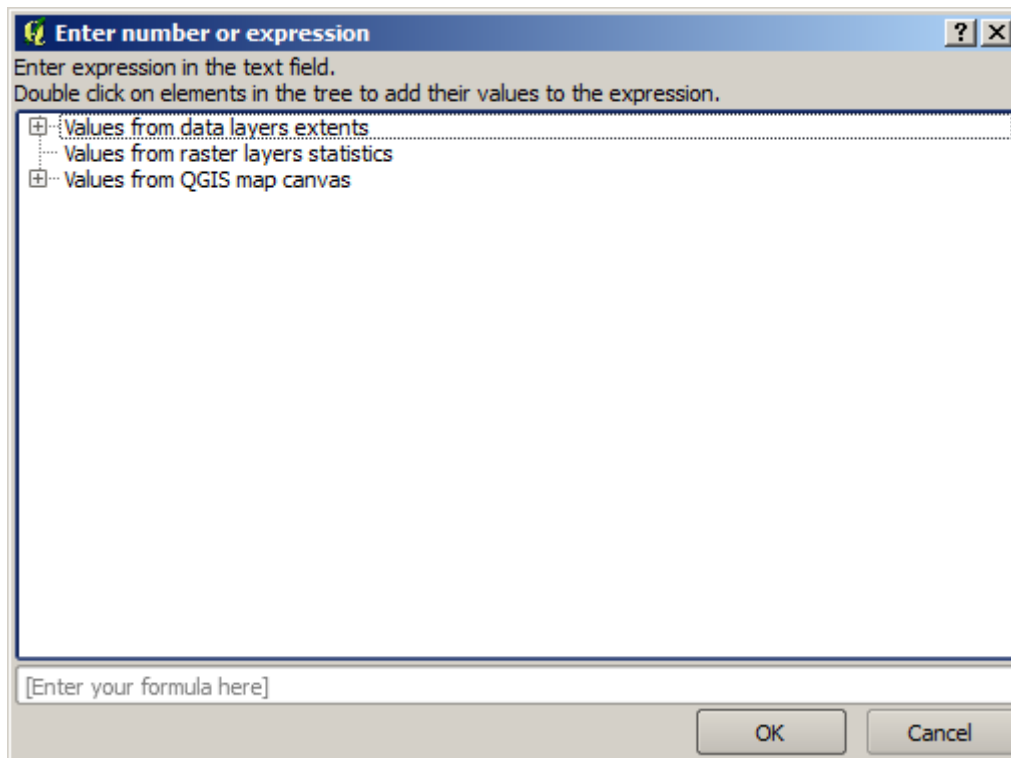 Enter number or expression
Enter expression in the text field.
Double click on elements in the tree to add their values to the expression.
Values from data layers extents
Values from raster layers statistics
Values from QGIS map canvas
[Enter your formula here]
OK Cancel